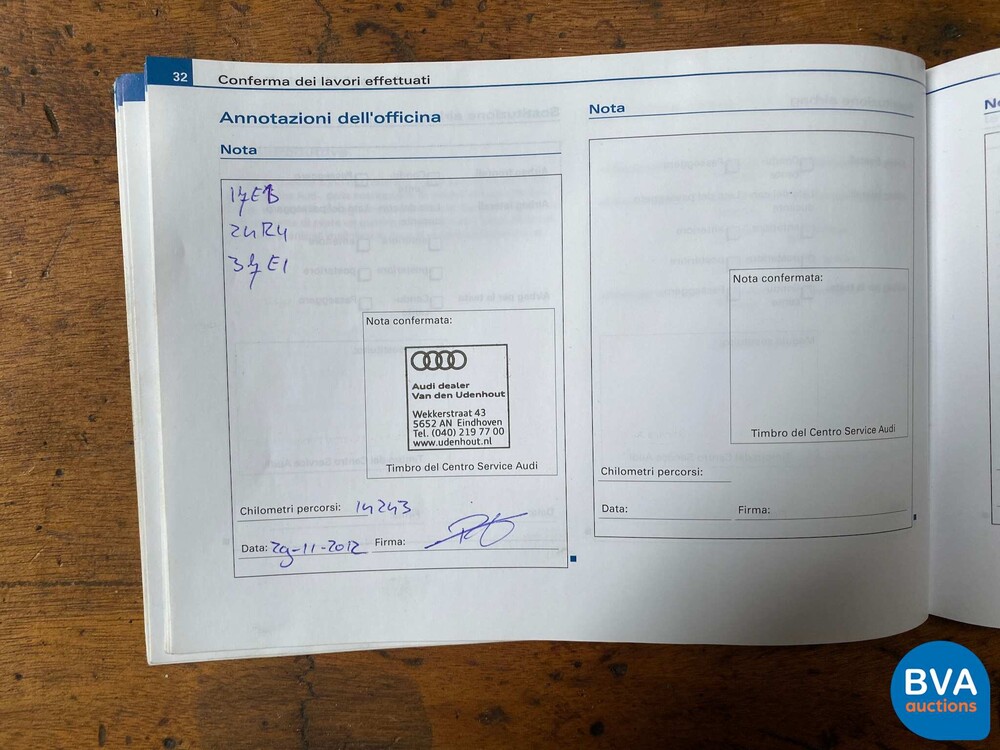 32
Conferma dei lavori effettuati
Annotazioni dell'officina
Nota
24R4
Nota confermata:
Audi dealer
Van den Udenhout
Wekkerstraat 43
5652 AN Eindhoven
Tel. (040) 219 77 00
www.udenhout.nl
Timbro del Centro Service Audi
Chilometri percorsi: 14243
Data: 29-11-2012 Firma:
Nota
Nota confermata:
Timbro del Centro Service Audi
Chilometri percorsi:
Data: Firma:
BVA
auctions